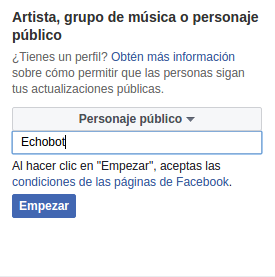 Artista, grupo de música o personaje
público
¿Tienes un perfil? Obtén más información
sobre cómo permitir que las personas sigan
tus actualizaciones públicas.
Personaje público
Echobot
Al hacer clic en "Empezar", aceptas las
condiciones de las páginas de Facebook.
Empezar